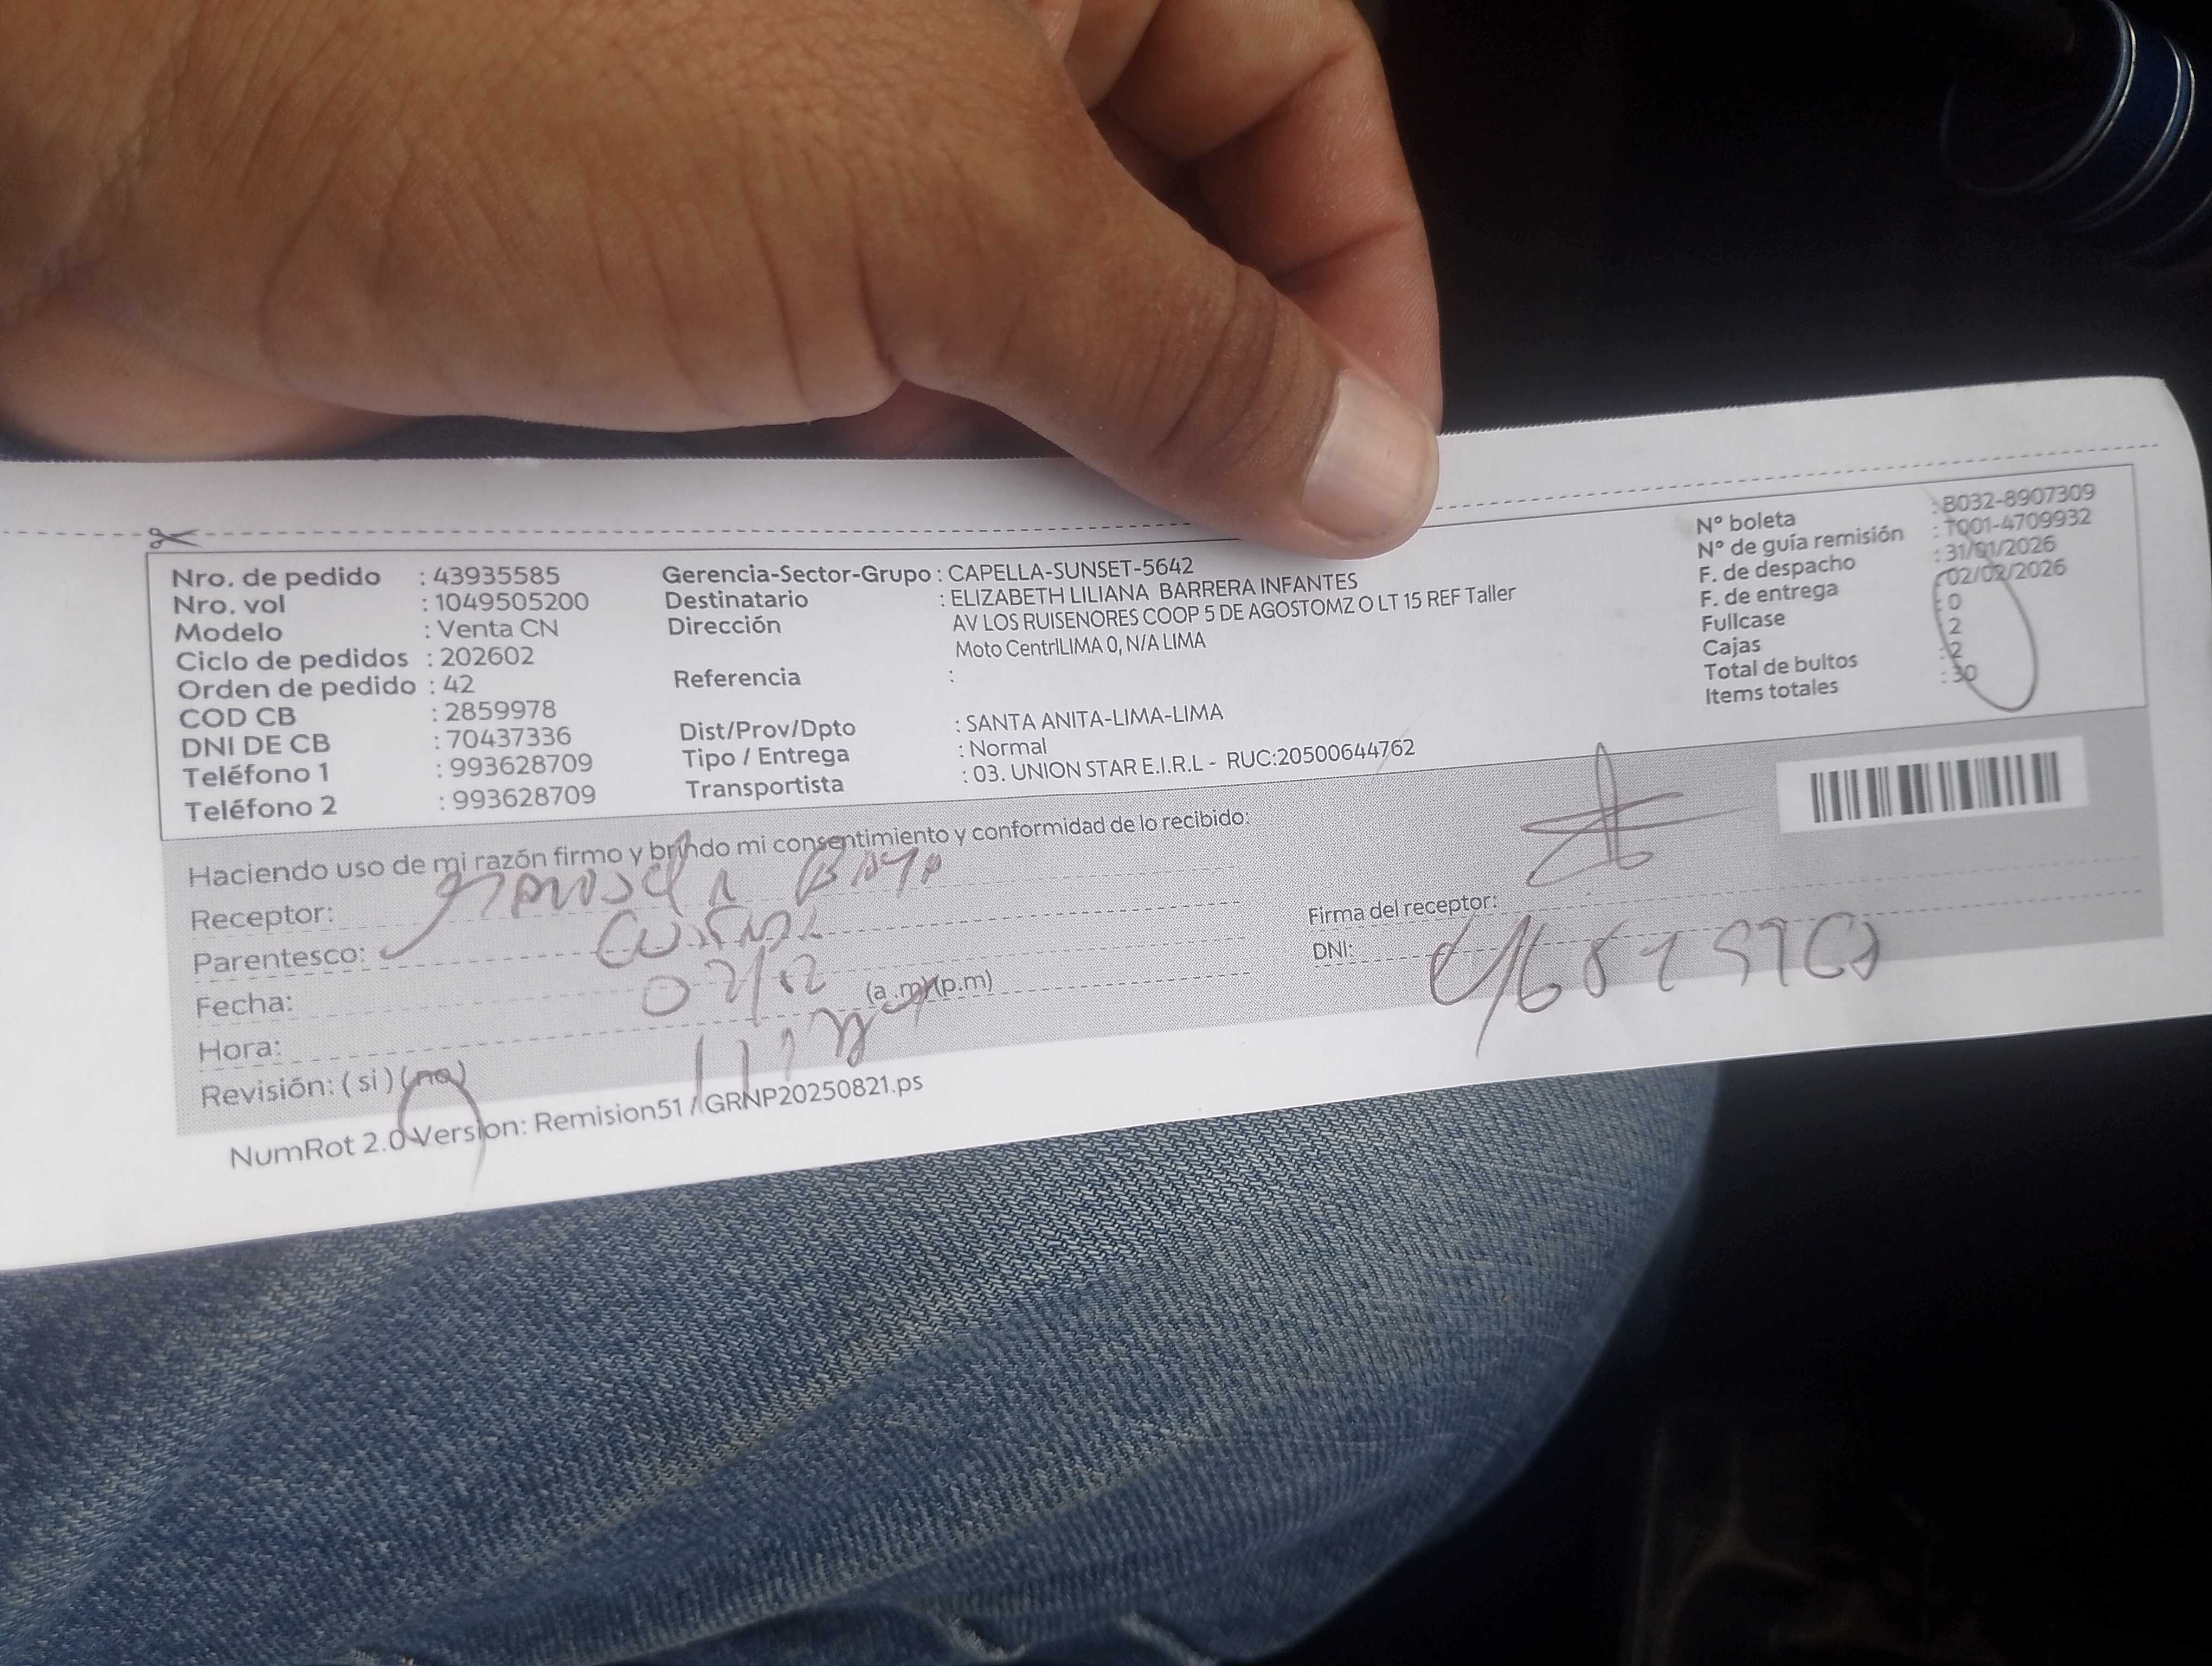 Nro. de pedido : 43935585
Nro. vol : 1049505200
Modelo : Venta CN
Ciclo de pedidos : 202602
Orden de pedido : 42
COD CB : 2859978
DNI DE CB : 70437336
Teléfono 1 : 993628709
Teléfono 2 : 993628709
Gerencia-Sector-Grupo : CAPELLA-SUNSET-5642
Destinatario : ELIZABETH LILIANA BARRERA INFANTES
Dirección AV LOS RUISENORES COOP 5 DE AGOSTOMZ O LT 15 REF Taller
Moto CentrlLIMA 0, N/A LIMA
Referencia :
Dist/Prov/Dpto : SANTA ANITA-LIMA-LIMA
Tipo / Entrega : Normal
Transportista : 03. UNION STAR E.I.R.L - RUC:20500644762
Nº boleta : B032-8907309
Nº de guía remisión : T001-4709932
F. de despacho : 31/01/2026
F. de entrega 02/02/2026
Fullcase : 0
Cajas : 2
Total de bultos : 2
Items totales : 30
Haciendo uso de mi razón firmo y brindo mi consentimiento y conformidad de lo recibido:
Receptor:
Parentesco:
Fecha: 02/02
Hora: (a.m)(p.m)
Revisión: (si) (no)
Firma del receptor:
DNI:
NumRot 2.0 Version: Remision51 / GRNP20250821.ps